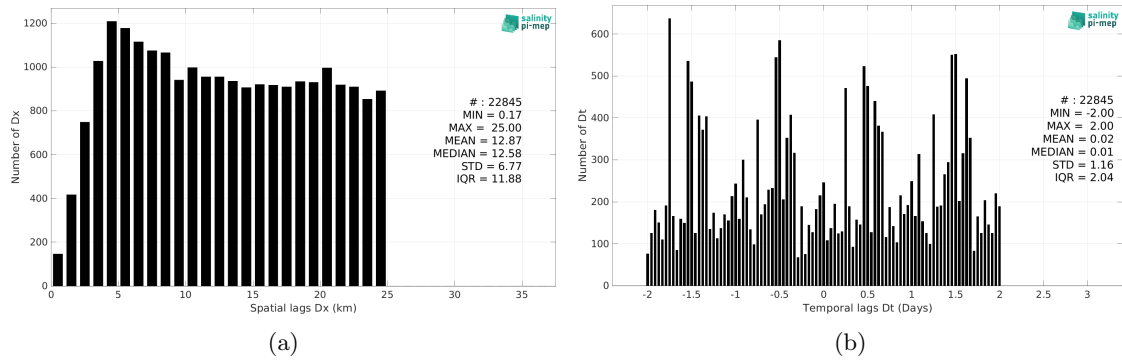 salinity
pi-mep
1200
1000
800
600
400
200
0
Number of Dx
# : 22845
MIN = 0.17
MAX = 25.00
MEAN = 12.87
MEDIAN = 12.58
STD = 6.77
IQR = 11.88
0 5 10 15 20 25 30 35
Spatial lags Dx (km)
(a)
salinity
pi-mep
600
500
400
300
200
100
0
Number of Dt
# : 22845
MIN = -2.00
MAX = 2.00
MEAN = 0.02
MEDIAN = 0.01
STD = 1.16
IQR = 2.04
-2 -1.5 -1 -0.5 0 0.5 1 1.5 2 2.5 3
Temporal lags Dt (Days)
(b)